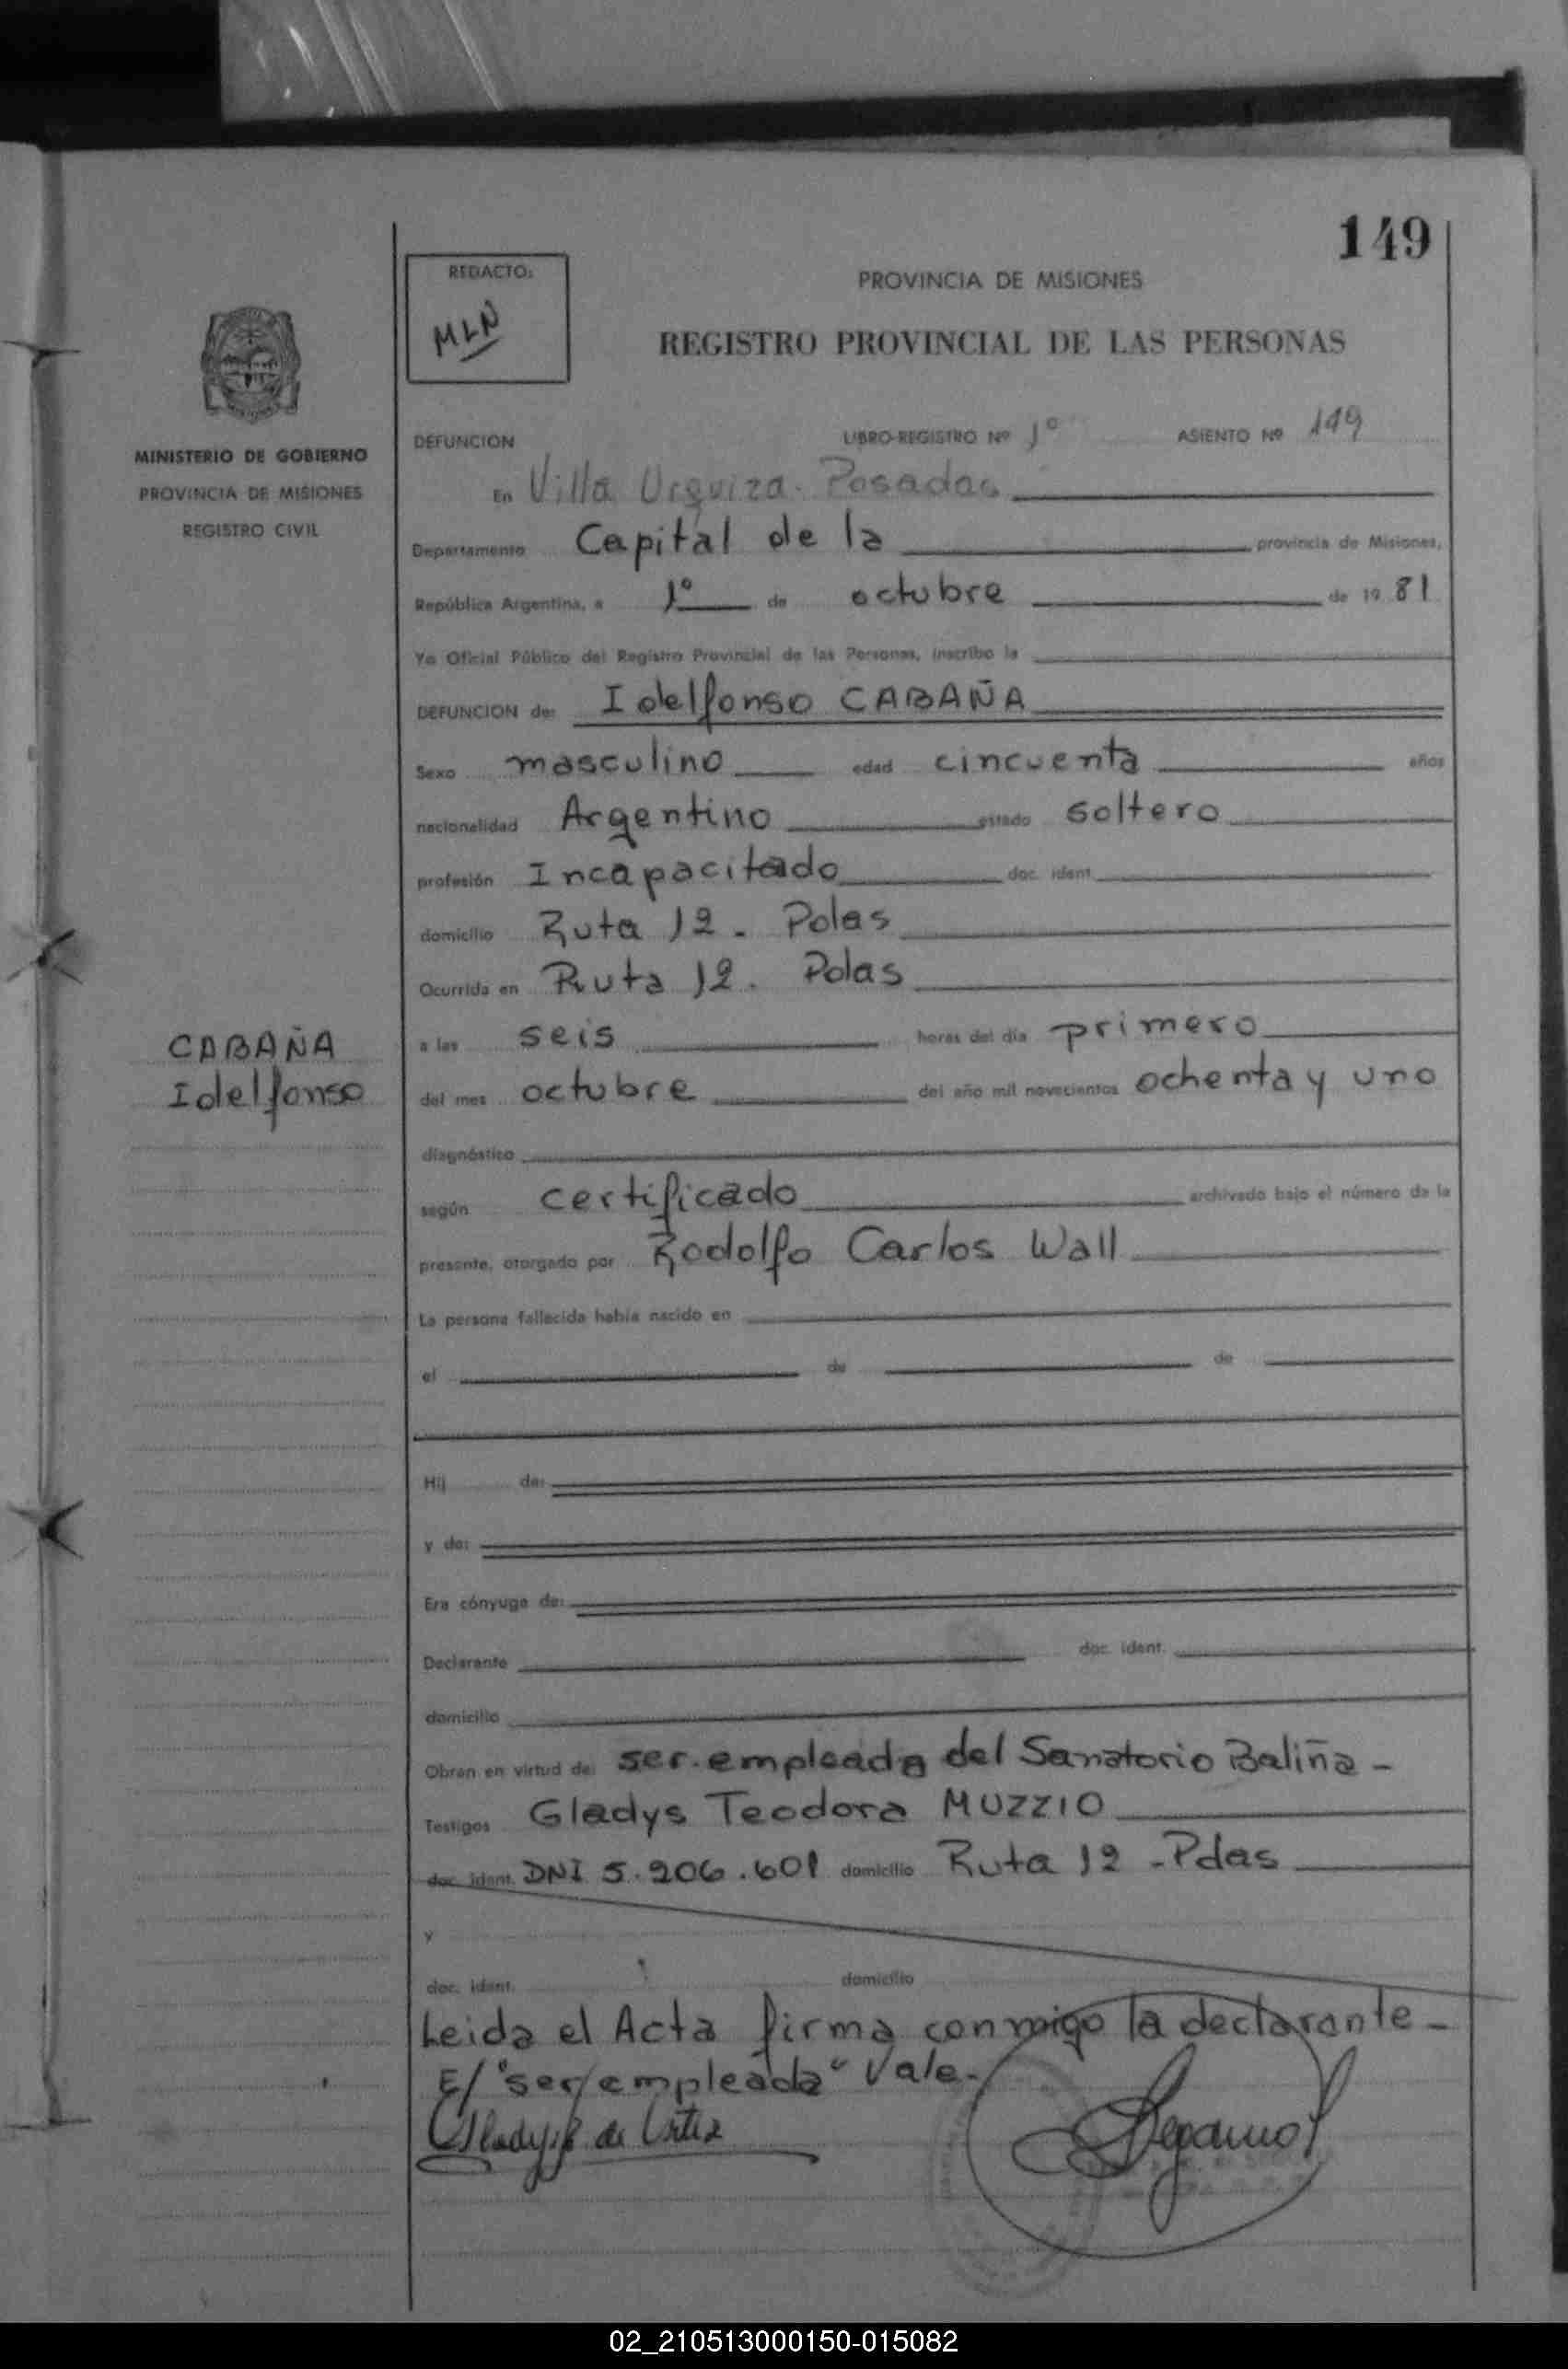 149
REDACTO:
MLN
PROVINCIA DE MISIONES
REGISTRO PROVINCIAL DE LAS PERSONAS
MINISTERIO DE GOBIERNO
PROVINCIA DE MISIONES
REGISTRO CIVIL
DEFUNCION LIBRO-REGISTRO Nº 1º ASIENTO Nº 149
En Villa Urquiza. Posadas
Departamento Capital de la provincia de Misiones,
República Argentina, a 1º de octubre de 19 81
Yo Oficial Público del Registro Provincial de las Personas, inscribo la
DEFUNCION de: Idelfonso CABAÑA
Sexo masculino edad cincuenta años
nacionalidad Argentino estado soltero
profesión Incapacitado doc. ident.
domicilio Ruta 12. Pdas
Ocurrida en Ruta 12. Pdas
CABAÑA
Idelfonso
a las seis horas del día primero
del mes octubre del año mil novecientos ochenta y uno
diagnóstico
según certificado archivado bajo el número de la
presente, otorgado por Rodolfo Carlos Wall
La persona fallecida había nacido en
el de de
Hij de:
y de:
Era cónyuge de:
Declarante doc. ident.
domicilio
Obran en virtud de: ser. empleada del Sanatorio Baliña -
Testigos Gladys Teodora MUZZIO
doc. ident. DNI 5.206.601 domicilio Ruta 12 - Pdas
y
doc. ident. domicilio
Leida el Acta firma conmigo la declarante -
E/ "ser/empleada" Vale.
02_210513000150-015082